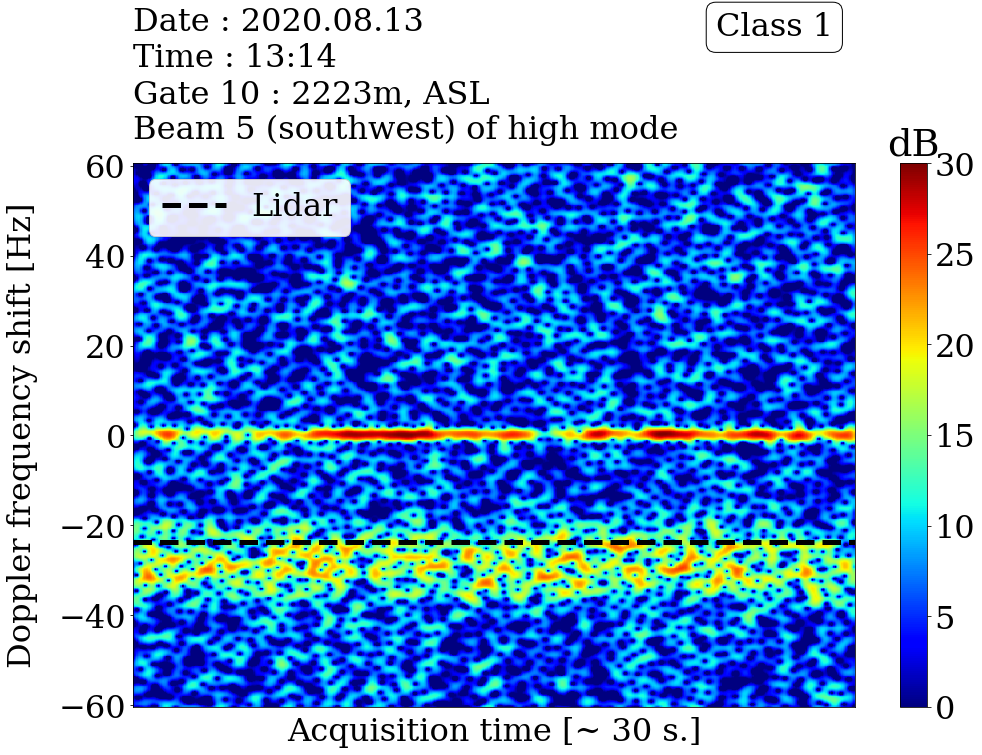 Date : 2020.08.13
Time : 13:14
Gate 10 : 2223m, ASL
Beam 5 (southwest) of high mode
Class 1
dB
Lidar
60
40
20
0
−20
−40
−60
Doppler frequency shift [Hz]
30
25
20
15
10
5
0
Acquisition time [~ 30 s.]